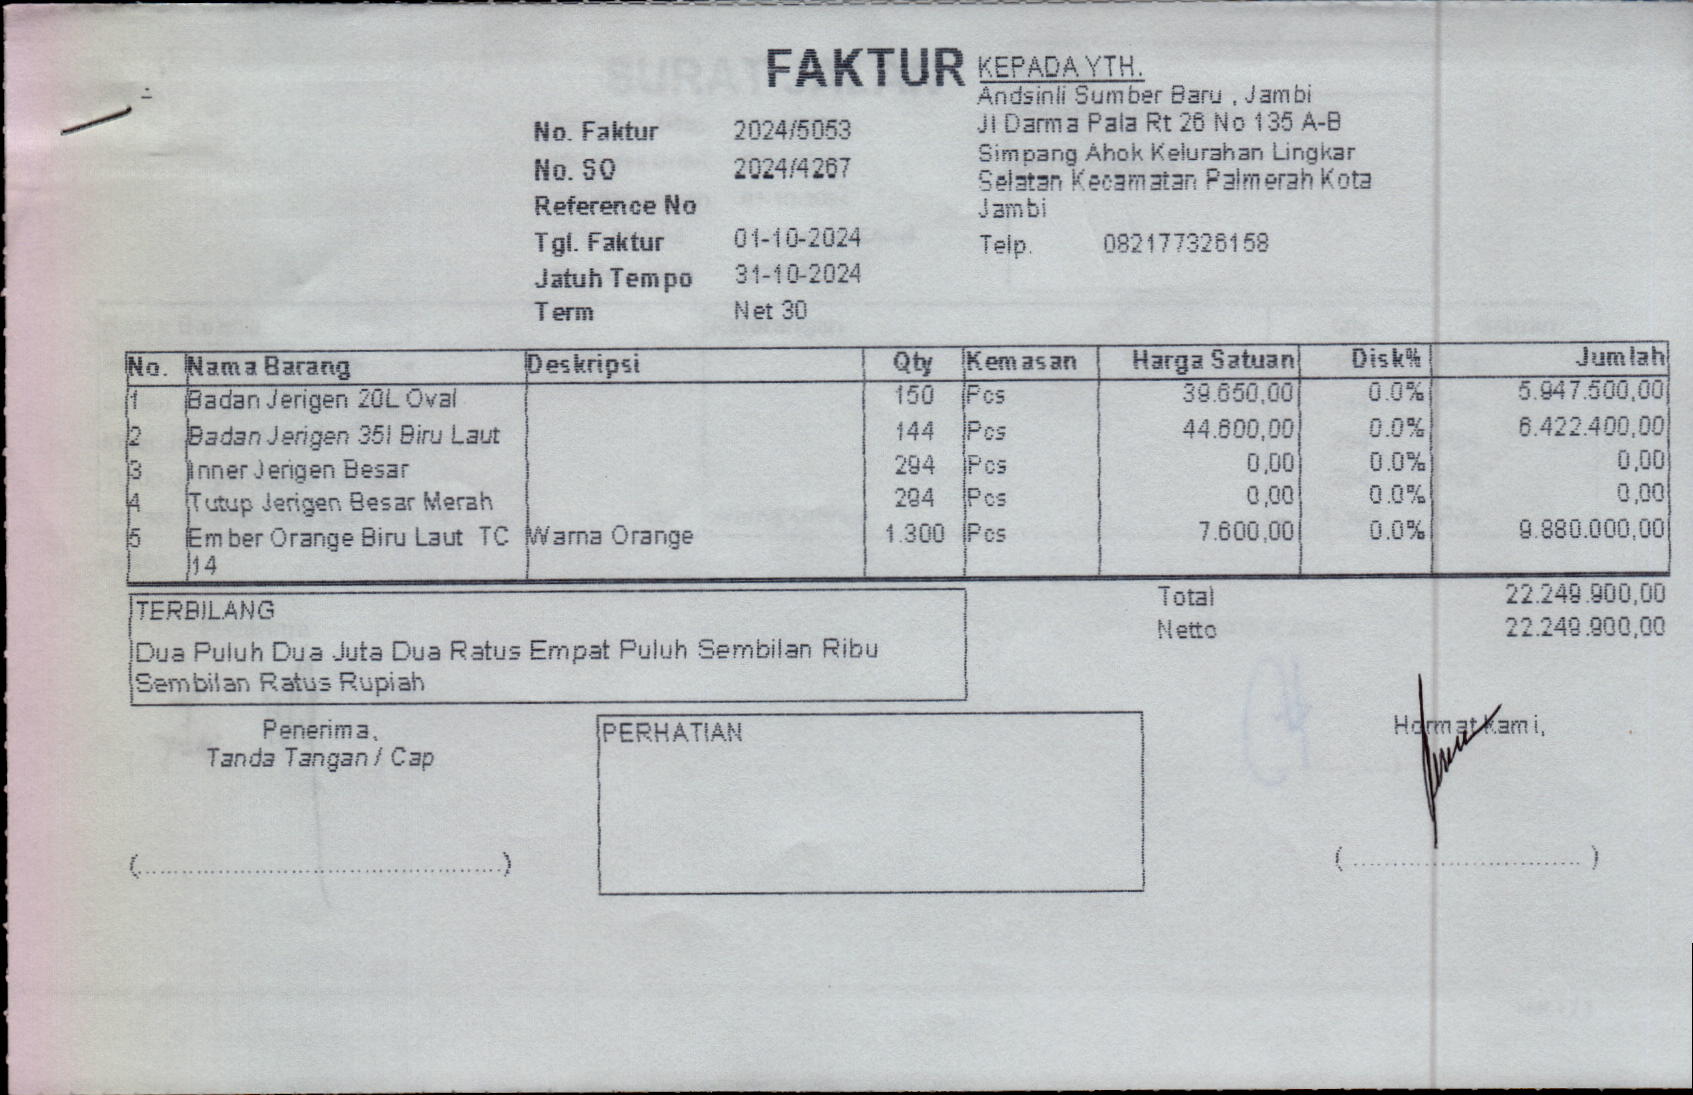 FAKTUR
KEPADA YTH.
Andsinli Sumber Baru , Jambi
Jl Darma Pala Rt 26 No 135 A-B
Simpang Ahok Kelurahan Lingkar
Selatan Kecamatan Palmerah Kota
Jambi
Telp. 082177326158
No. Faktur 2024/5053
No. SO 2024/4267
Reference No
Tgl. Faktur 01-10-2024
Jatuh Tempo 31-10-2024
Term Net 30
No. Nama Barang Deskripsi Qty Kemasan Harga Satuan Disk% Jumlah
1 Badan Jerigen 20L Oval 150 Pcs 39.650,00 0.0% 5.947.500,00
2 Badan Jerigen 35l Biru Laut 144 Pcs 44.600,00 0.0% 6.422.400,00
3 Inner Jerigen Besar 294 Pcs 0,00 0.0% 0,00
4 Tutup Jerigen Besar Merah 294 Pcs 0,00 0.0% 0,00
5 Ember Orange Biru Laut TC Warna Orange 1.300 Pcs 7.600,00 0.0% 9.880.000,00
14
Total 22.249.900,00
Netto 22.249.900,00
TERBILANG
Dua Puluh Dua Juta Dua Ratus Empat Puluh Sembilan Ribu
Sembilan Ratus Rupiah
Penerima,
Tanda Tangan / Cap
PERHATIAN
Hormat Kami,
(..............................................)
(..............................)